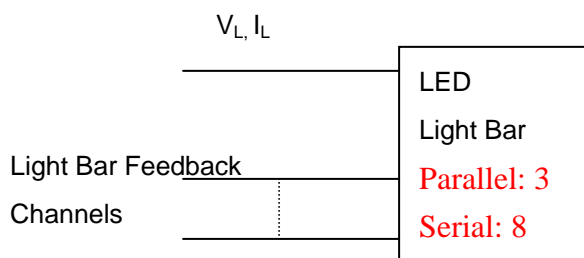 VL, IL
LED
Light Bar
Light Bar Feedback
Channels
Parallel: 3
Serial: 8